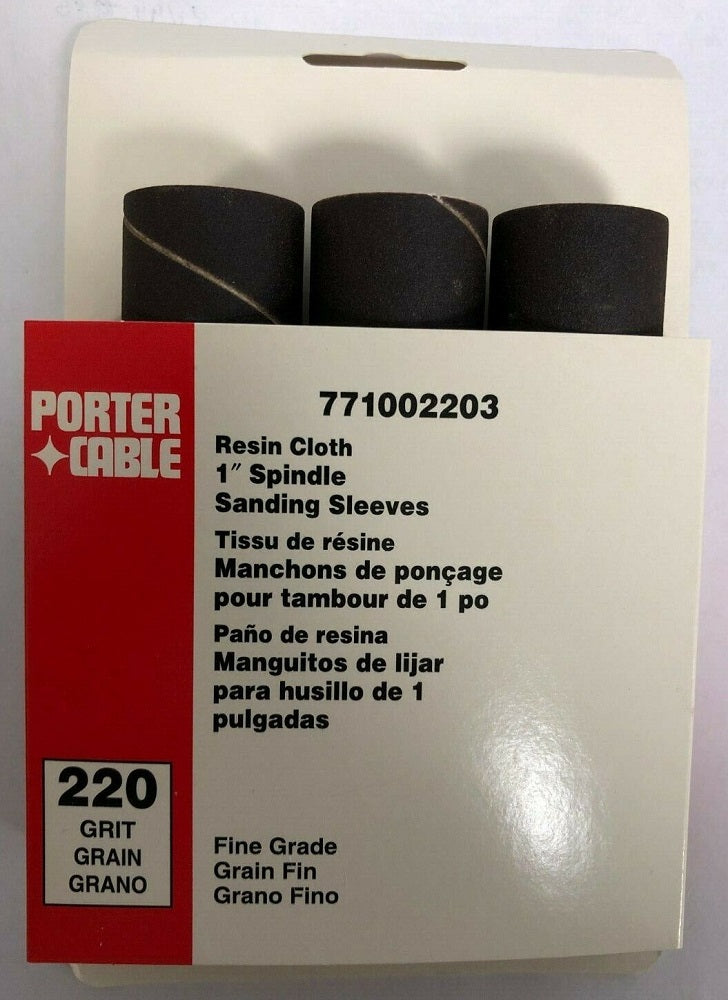 PORTER
CABLE
771002203
Resin Cloth
1″ Spindle
Sanding Sleeves
Tissu de résine
Manchons de ponçage
pour tambour de 1 po
Paño de resina
Manguitos de lijar
para husillo de 1
pulgadas
220
GRIT
GRAIN
GRANO
Fine Grade
Grain Fin
Grano Fino